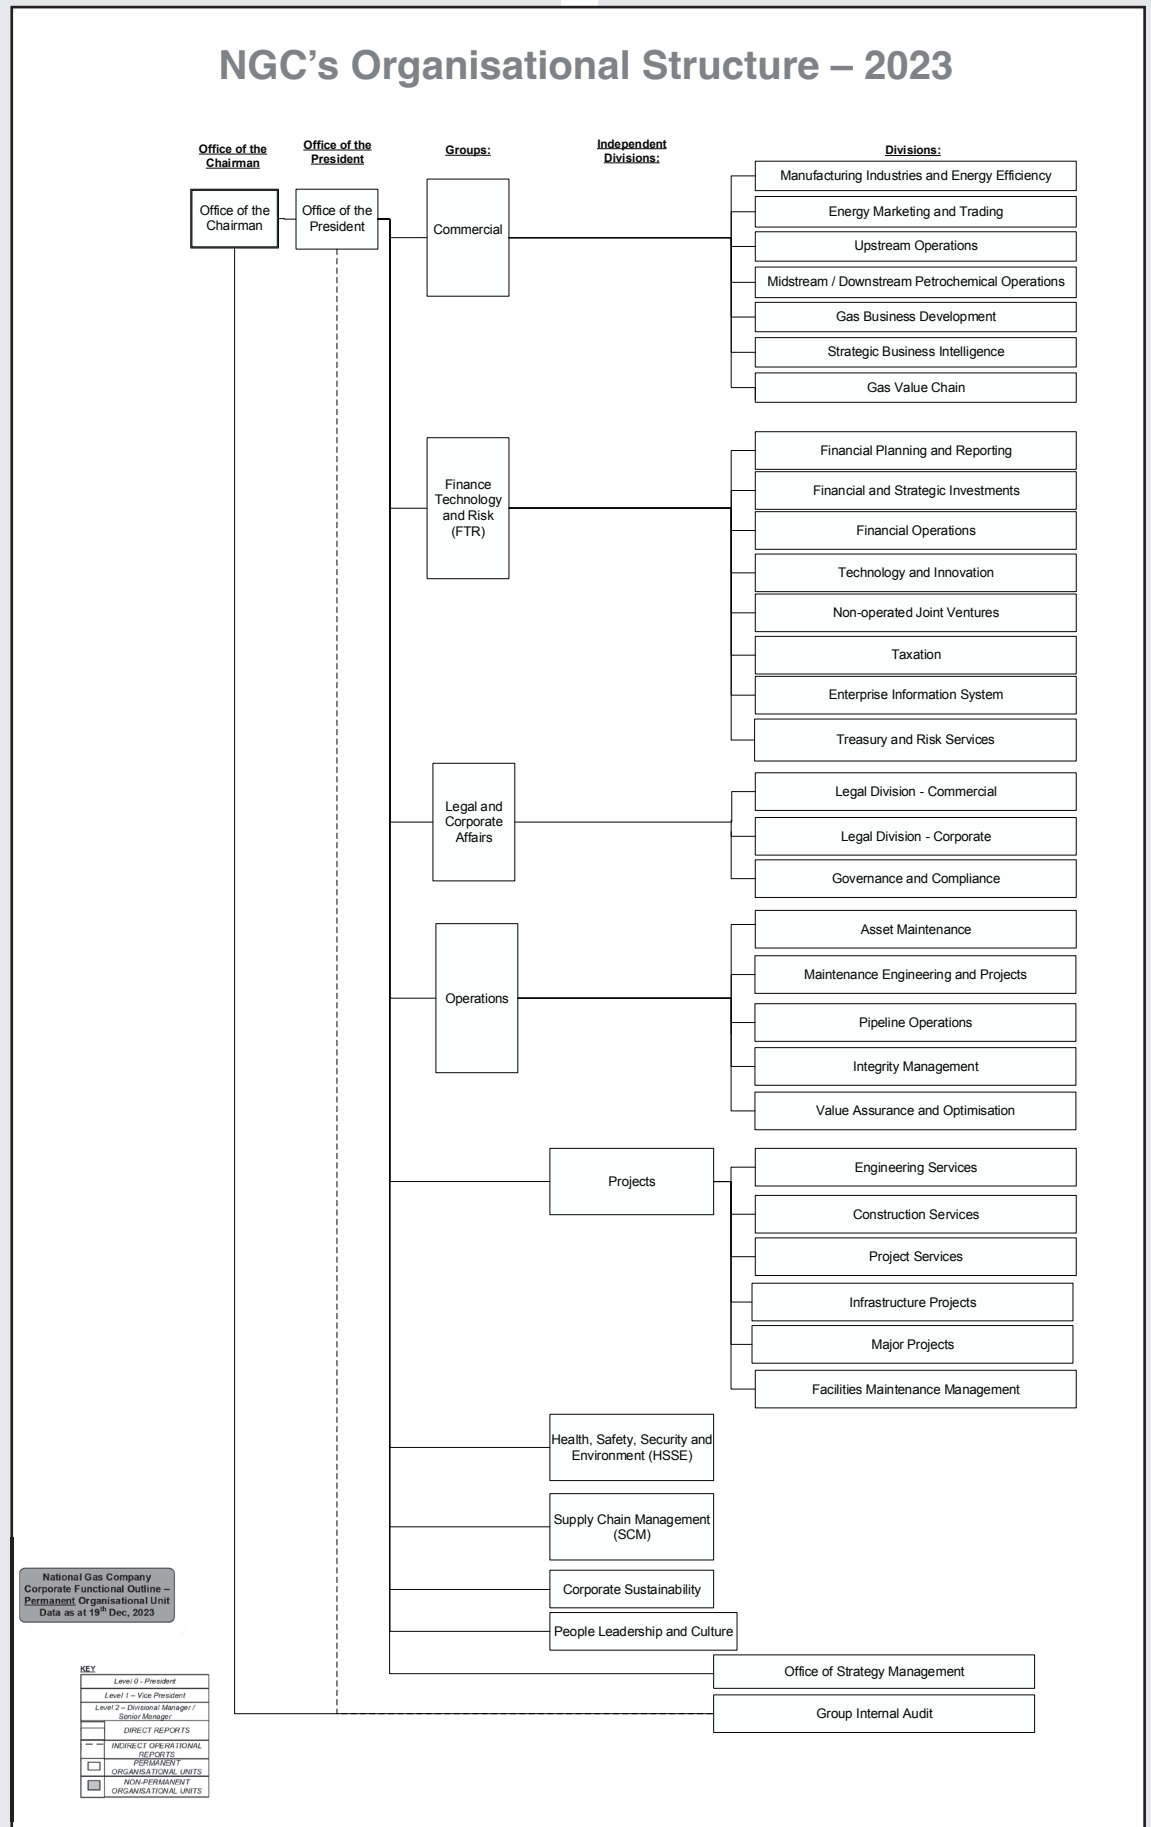 NGC’s Organisational Structure – 2023
Office of the
Chairman
Office of the
President
Groups:
Independent
Divisions:
Divisions:
Office of the
Chairman
Office of the
President
Commercial
Manufacturing Industries and Energy Efficiency
Energy Marketing and Trading
Upstream Operations
Midstream / Downstream Petrochemical Operations
Gas Business Development
Strategic Business Intelligence
Gas Value Chain
Finance
Technology
and Risk
(FTR)
Financial Planning and Reporting
Financial and Strategic Investments
Financial Operations
Technology and Innovation
Non-operated Joint Ventures
Taxation
Enterprise Information System
Treasury and Risk Services
Legal and
Corporate
Affairs
Legal Division - Commercial
Legal Division - Corporate
Governance and Compliance
Operations
Asset Maintenance
Maintenance Engineering and Projects
Pipeline Operations
Integrity Management
Value Assurance and Optimisation
Projects
Engineering Services
Construction Services
Project Services
Infrastructure Projects
Major Projects
Facilities Maintenance Management
Health, Safety, Security and
Environment (HSSE)
Supply Chain Management
(SCM)
Corporate Sustainability
People Leadership and Culture
Office of Strategy Management
Group Internal Audit
National Gas Company
Corporate Functional Outline –
Permanent Organisational Unit
Data as at 19th Dec, 2023
KEY
Level 0 - President
Level 1 – Vice President
Level 2 – Divisional Manager /
Senior Manager
DIRECT REPORTS
INDIRECT OPERATIONAL
REPORTS
PERMANENT
ORGANISATIONAL UNITS
NON-PERMANENT
ORGANISATIONAL UNITS